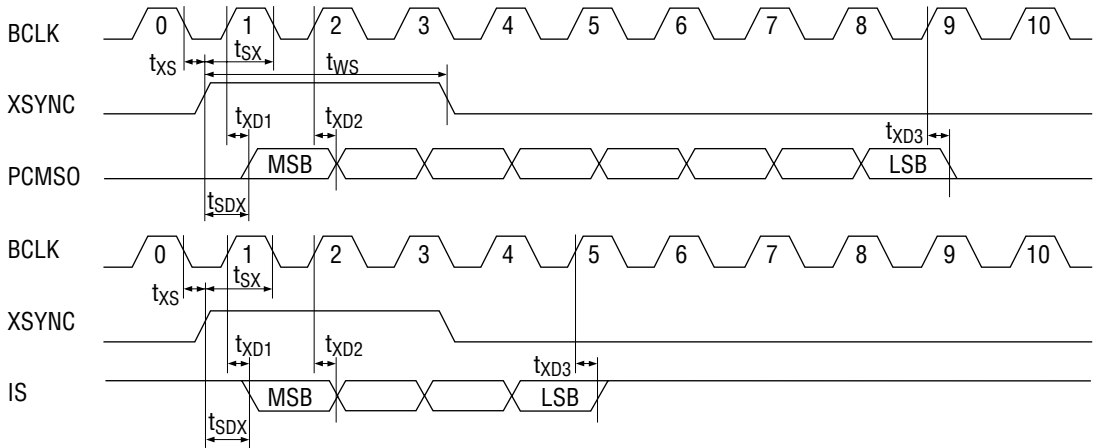 BCLK 0 1 2 3 4 5 6 7 8 9 10
tXS tSX tWS
XSYNC
tXD1 tXD2 tXD3
PCMSO MSB LSB
tSDX
BCLK 0 1 2 3 4 5 6 7 8 9 10
tXS tSX
XSYNC
tXD1 tXD2 tXD3
IS MSB LSB
tSDX